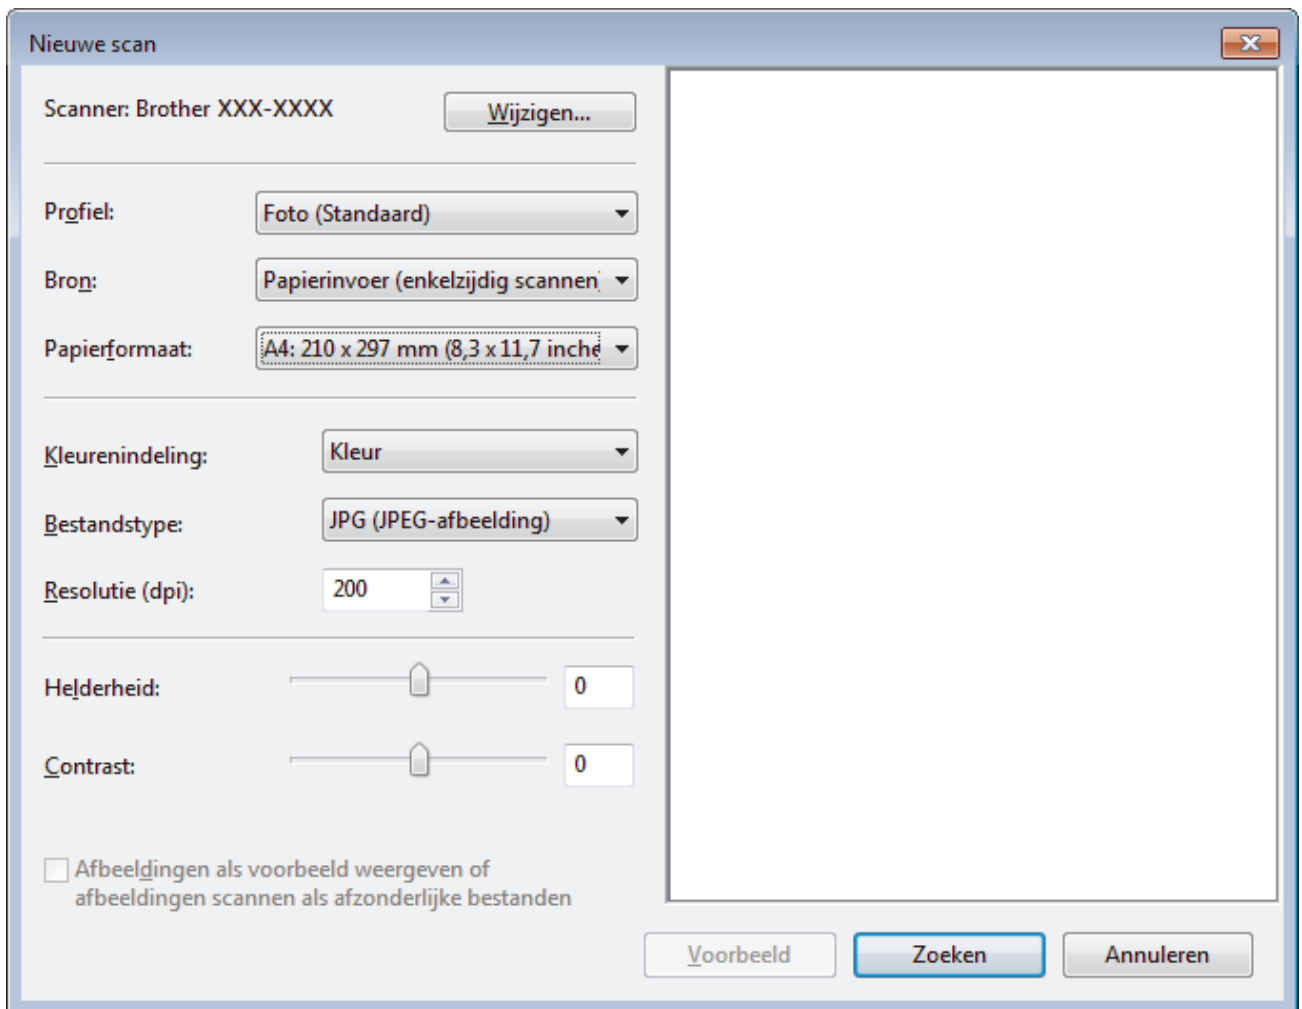 Nieuwe scan
Scanner: Brother XXX-XXXX
Wijzigen...
Profiel:
Foto (Standaard)
Bron:
Papierinvoer (enkelzijdig scannen)
Papierformaat:
A4: 210 x 297 mm (8,3 x 11,7 inche
Kleurenindeling:
Kleur
Bestandstype:
JPG (JPEG-afbeelding)
Resolutie (dpi):
200
Helderheid:
0
Contrast:
0
Afbeeldingen als voorbeeld weergeven of
afbeeldingen scannen als afzonderlijke bestanden
Voorbeeld
Zoeken
Annuleren